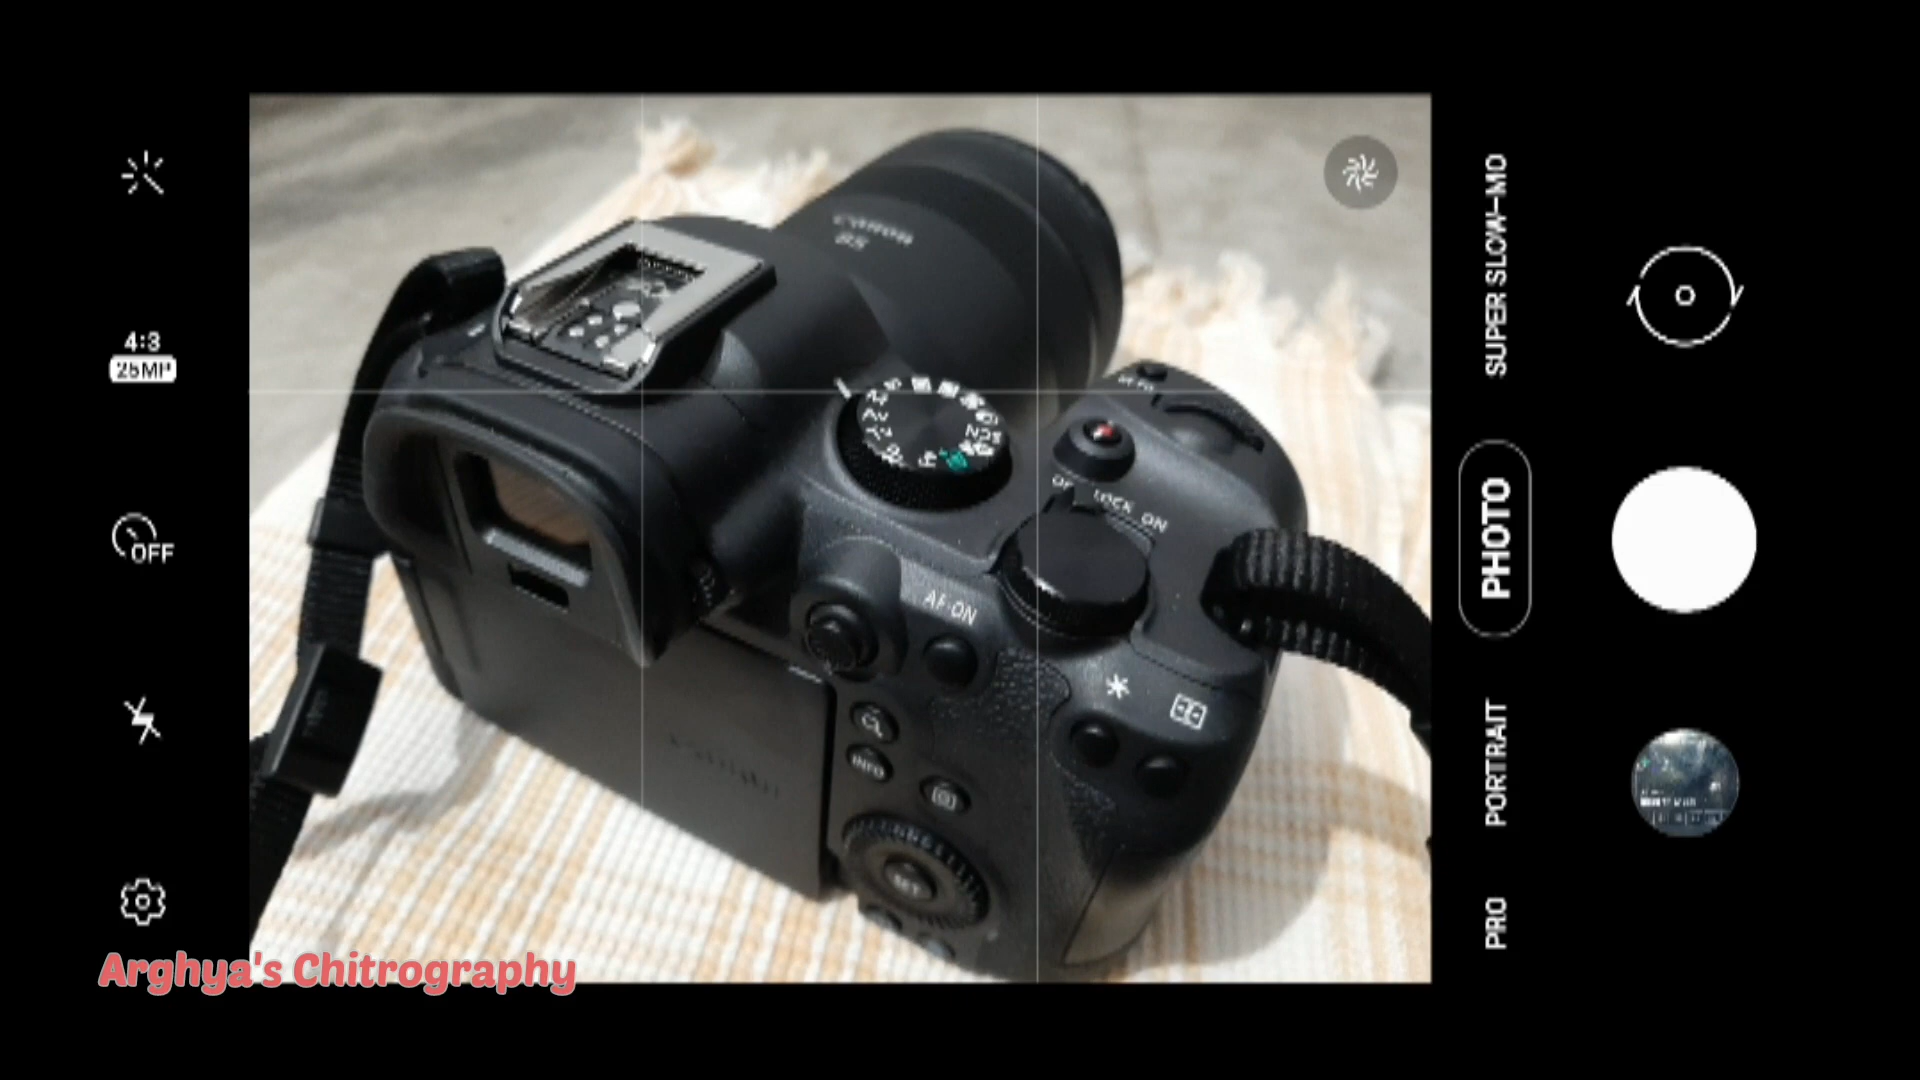 4:3
25MP
OFF
SUPER SLOW-MO
PHOTO
PORTRAIT
PRO
LOCK ON
AF-ON
INFO
SET
Arghya's Chitrography